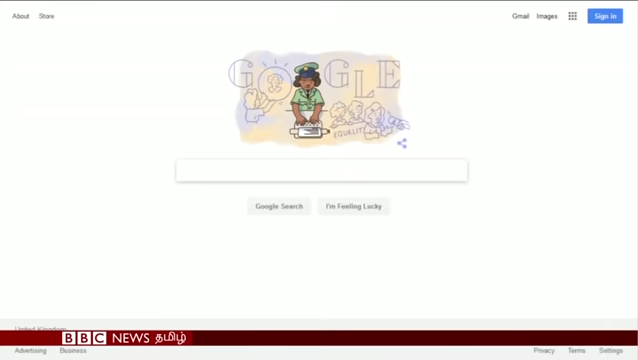 About Store Gmail Images Sign in
GOOGLE
EQUALITY
Google Search I'm Feeling Lucky
United Kingdom
BBC NEWS தமிழ்
Advertising Business Privacy Terms Settings